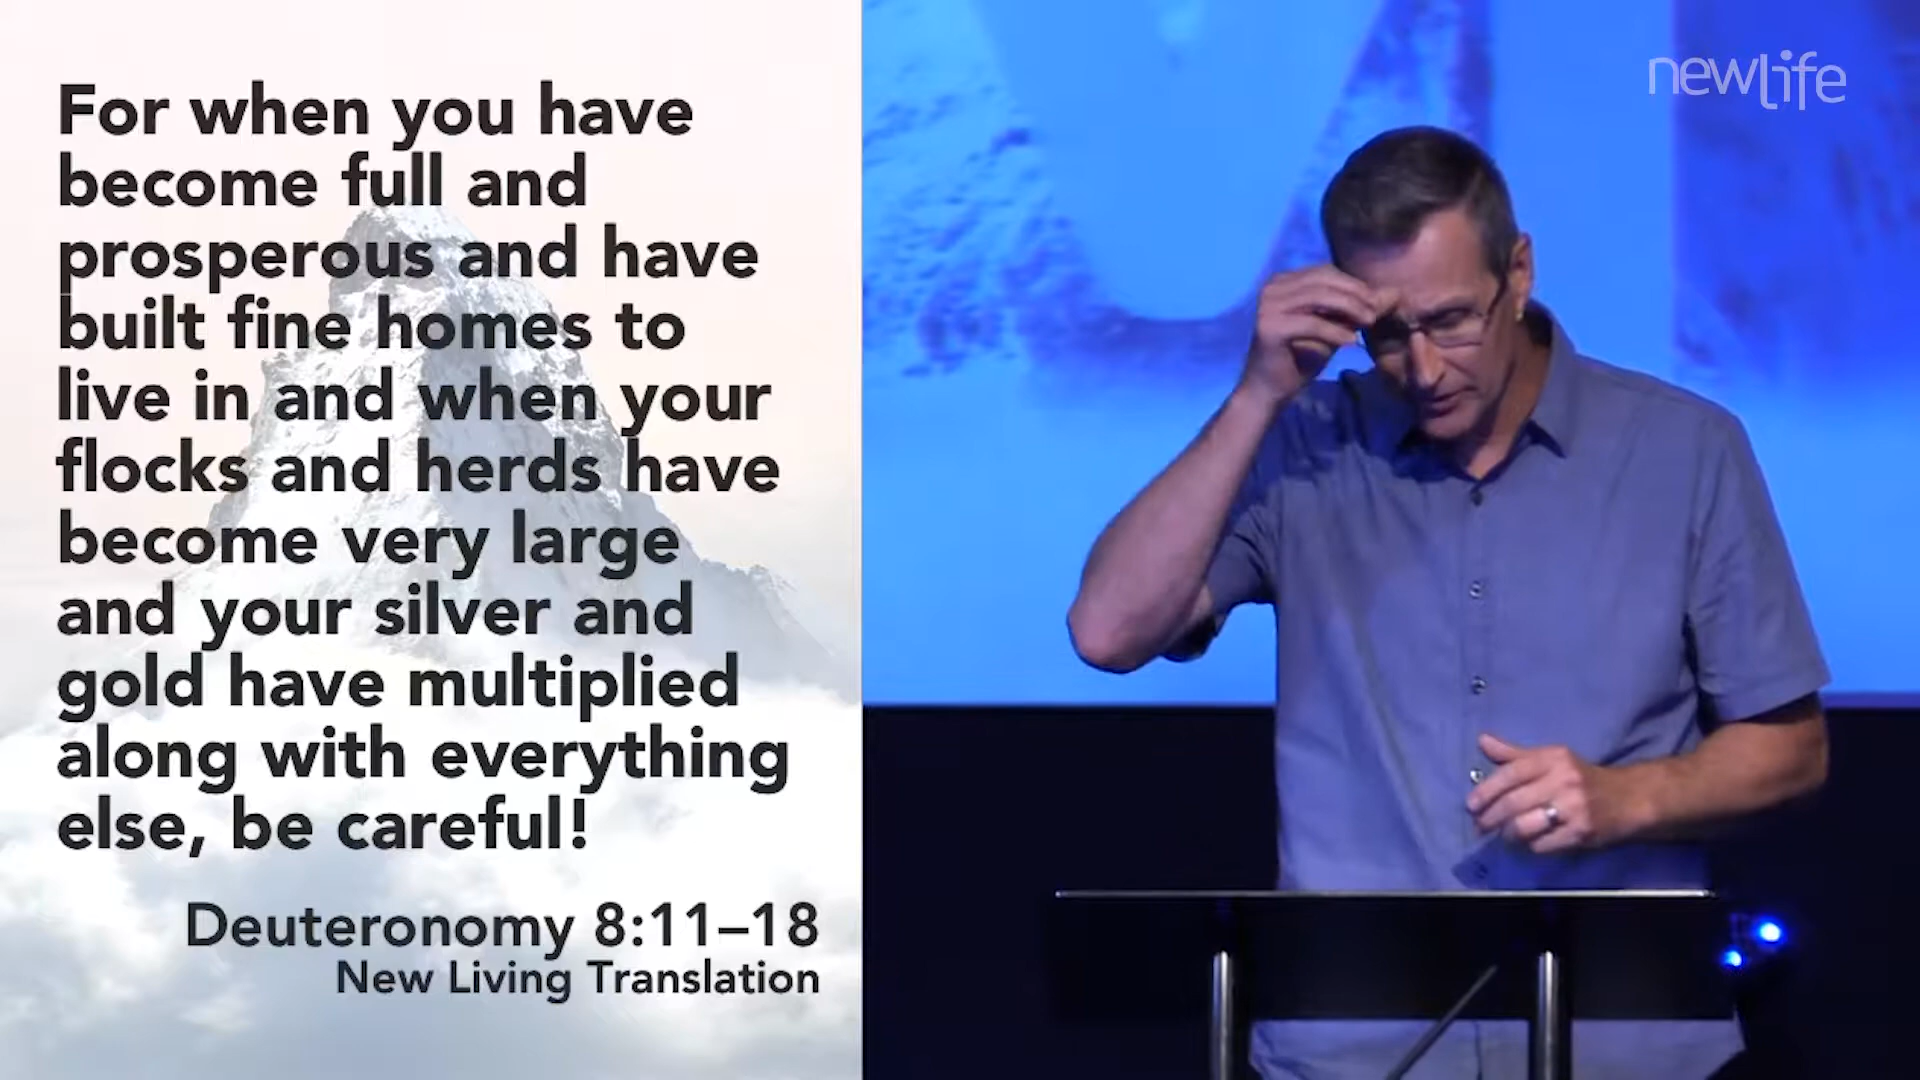 For when you have
become full and
prosperous and have
built fine homes to
live in and when your
flocks and herds have
become very large
and your silver and
gold have multiplied
along with everything
else, be careful!
Deuteronomy 8:11–18
New Living Translation
newlife